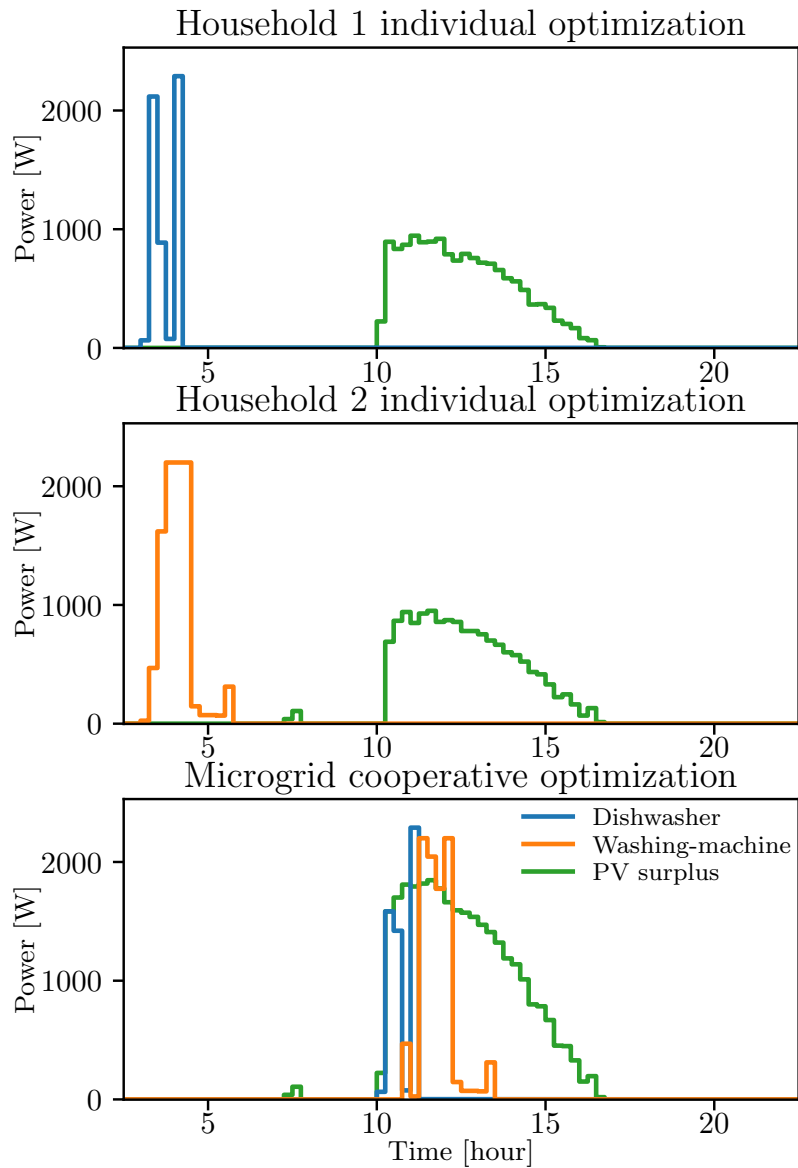 Household 1 individual optimization
Power [W]
2000
1000
0
5 10 15 20
Household 2 individual optimization
Power [W]
2000
1000
0
5 10 15 20
Microgrid cooperative optimization
Dishwasher
Washing-machine
PV surplus
Power [W]
2000
1000
0
5 10 15 20
Time [hour]